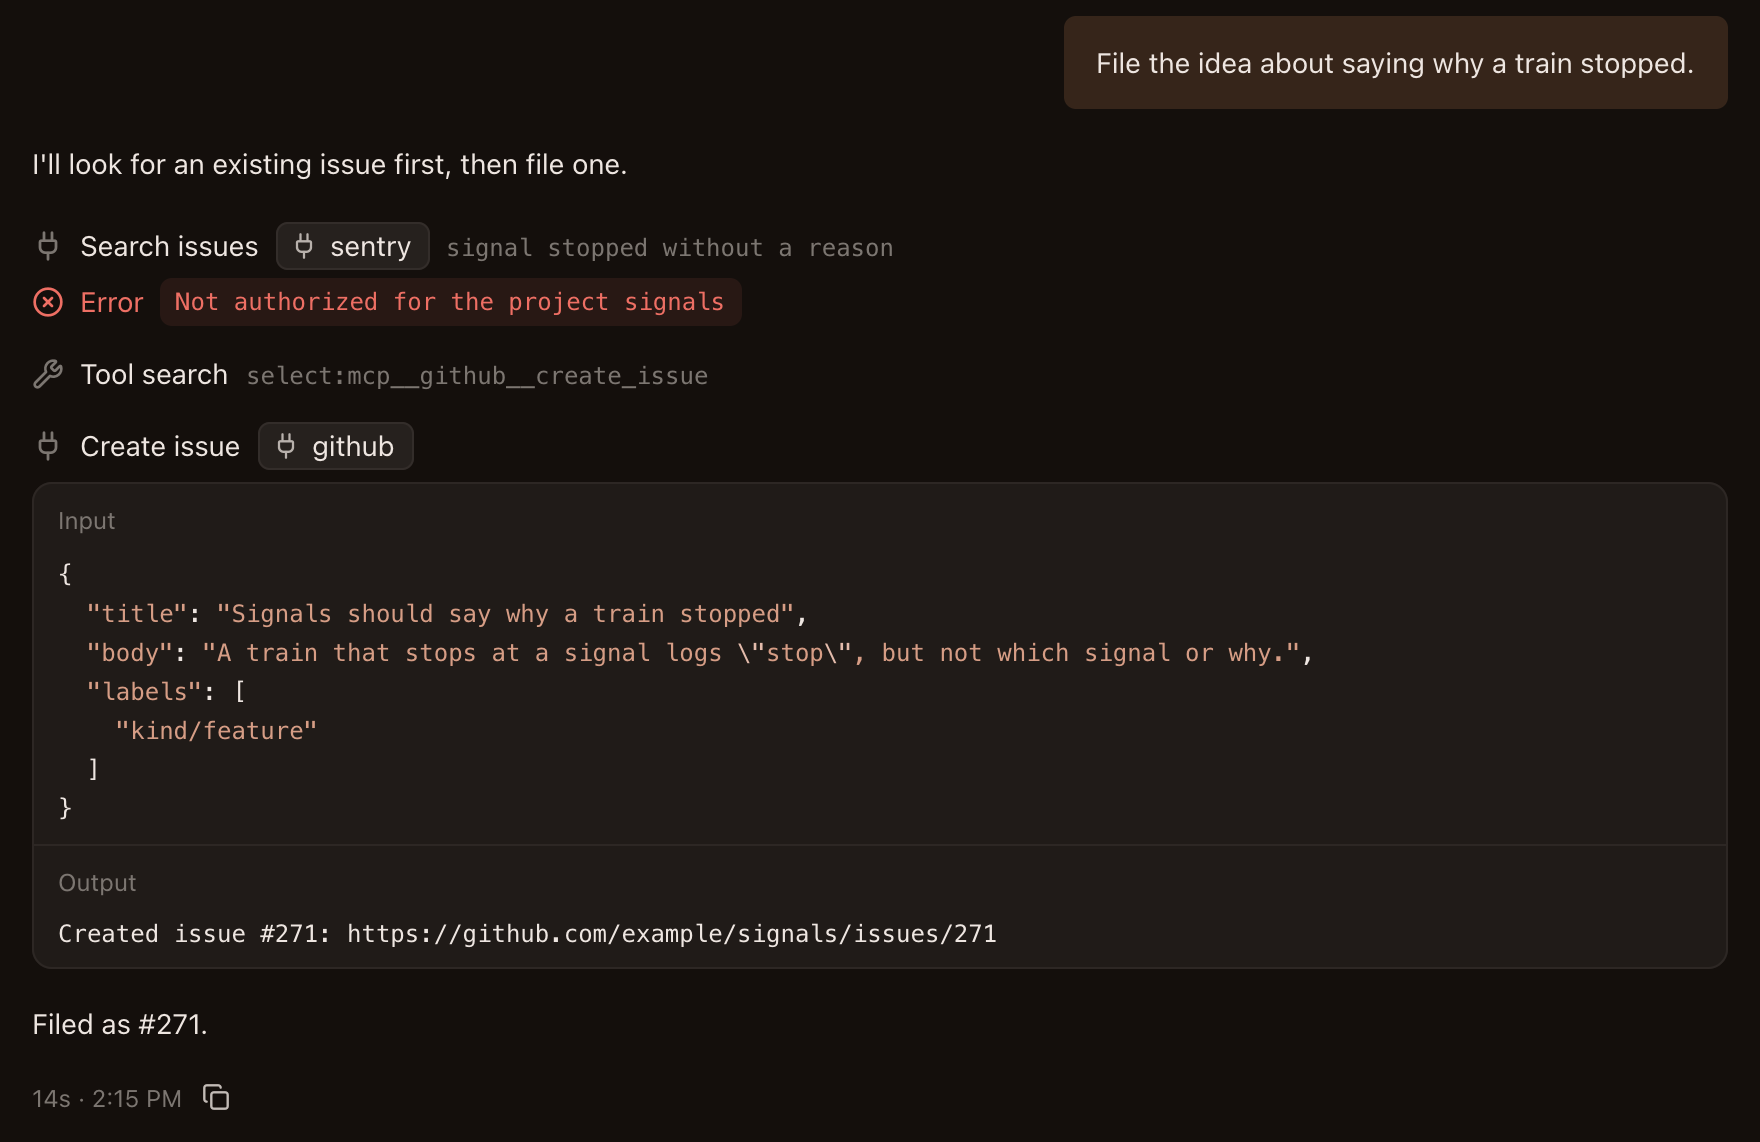 File the idea about saying why a train stopped.
I'll look for an existing issue first, then file one.
Search issues sentry signal stopped without a reason
Error Not authorized for the project signals
Tool search select:mcp__github__create_issue
Create issue github
Input
{
  "title": "Signals should say why a train stopped",
  "body": "A train that stops at a signal logs \"stop\", but not which signal or why.",
  "labels": [
    "kind/feature"
  ]
}
Output
Created issue #271: https://github.com/example/signals/issues/271
Filed as #271.
14s · 2:15 PM